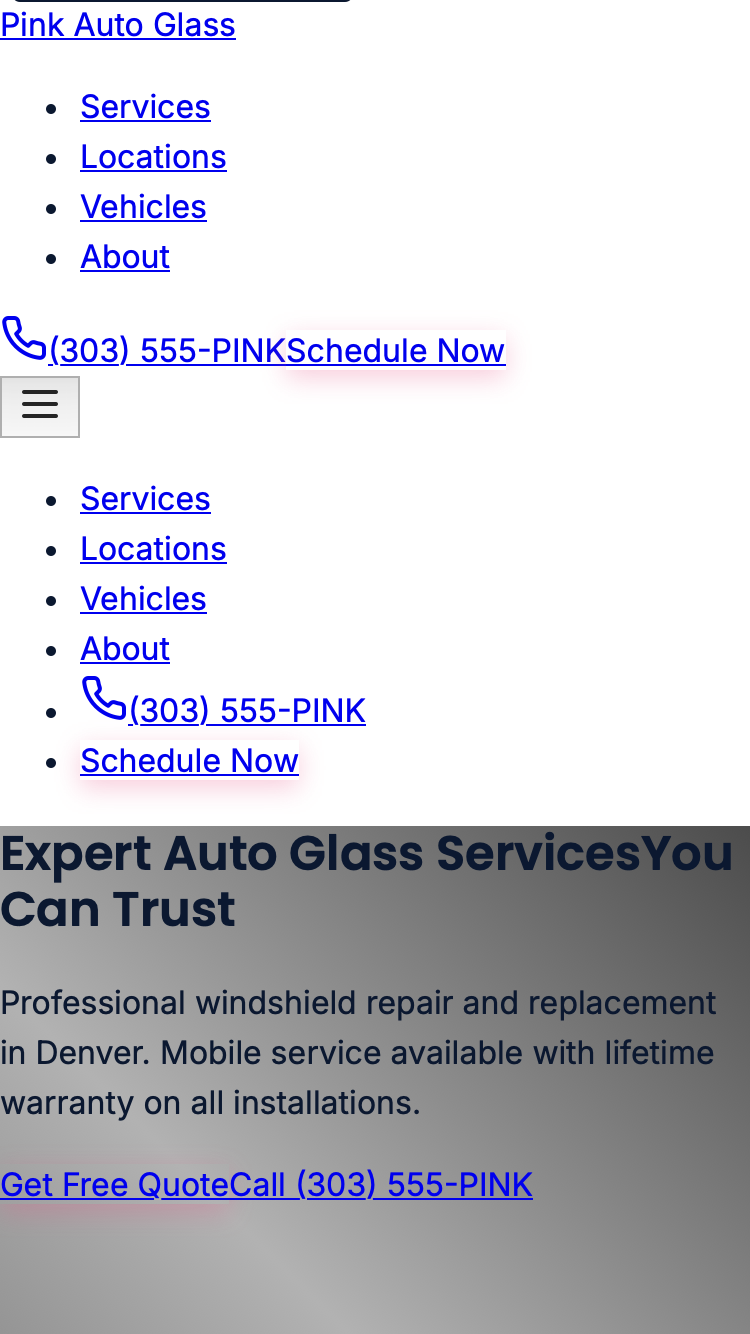 Pink Auto Glass
Services
Locations
Vehicles
About
(303) 555-PINKSchedule Now
Services
Locations
Vehicles
About
(303) 555-PINK
Schedule Now
Expert Auto Glass ServicesYou
Can Trust
Professional windshield repair and replacement
in Denver. Mobile service available with lifetime
warranty on all installations.
Get Free QuoteCall (303) 555-PINK